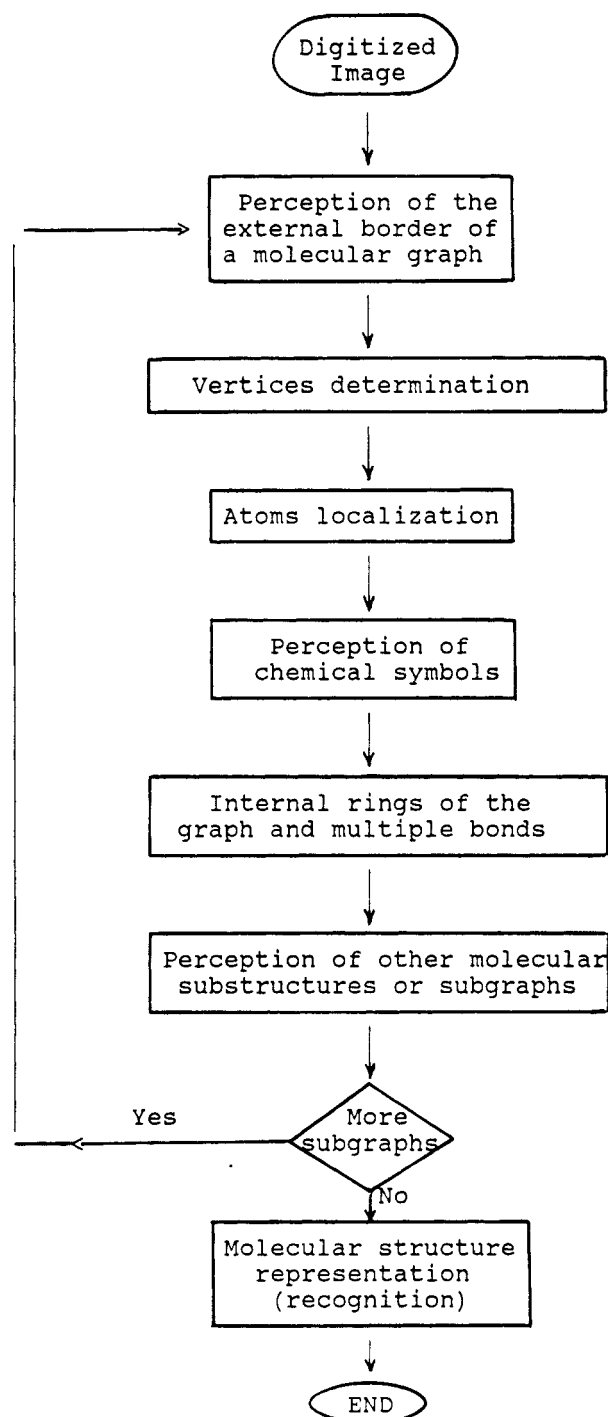 Digitized
Image
Perception of the
external border of
a molecular graph
Vertices determination
Atoms localization
Perception of
chemical symbols
Internal rings of the
graph and multiple bonds
Perception of other molecular
substructures or subgraphs
Yes
More
subgraphs
No
Molecular structure
representation
(recognition)
END